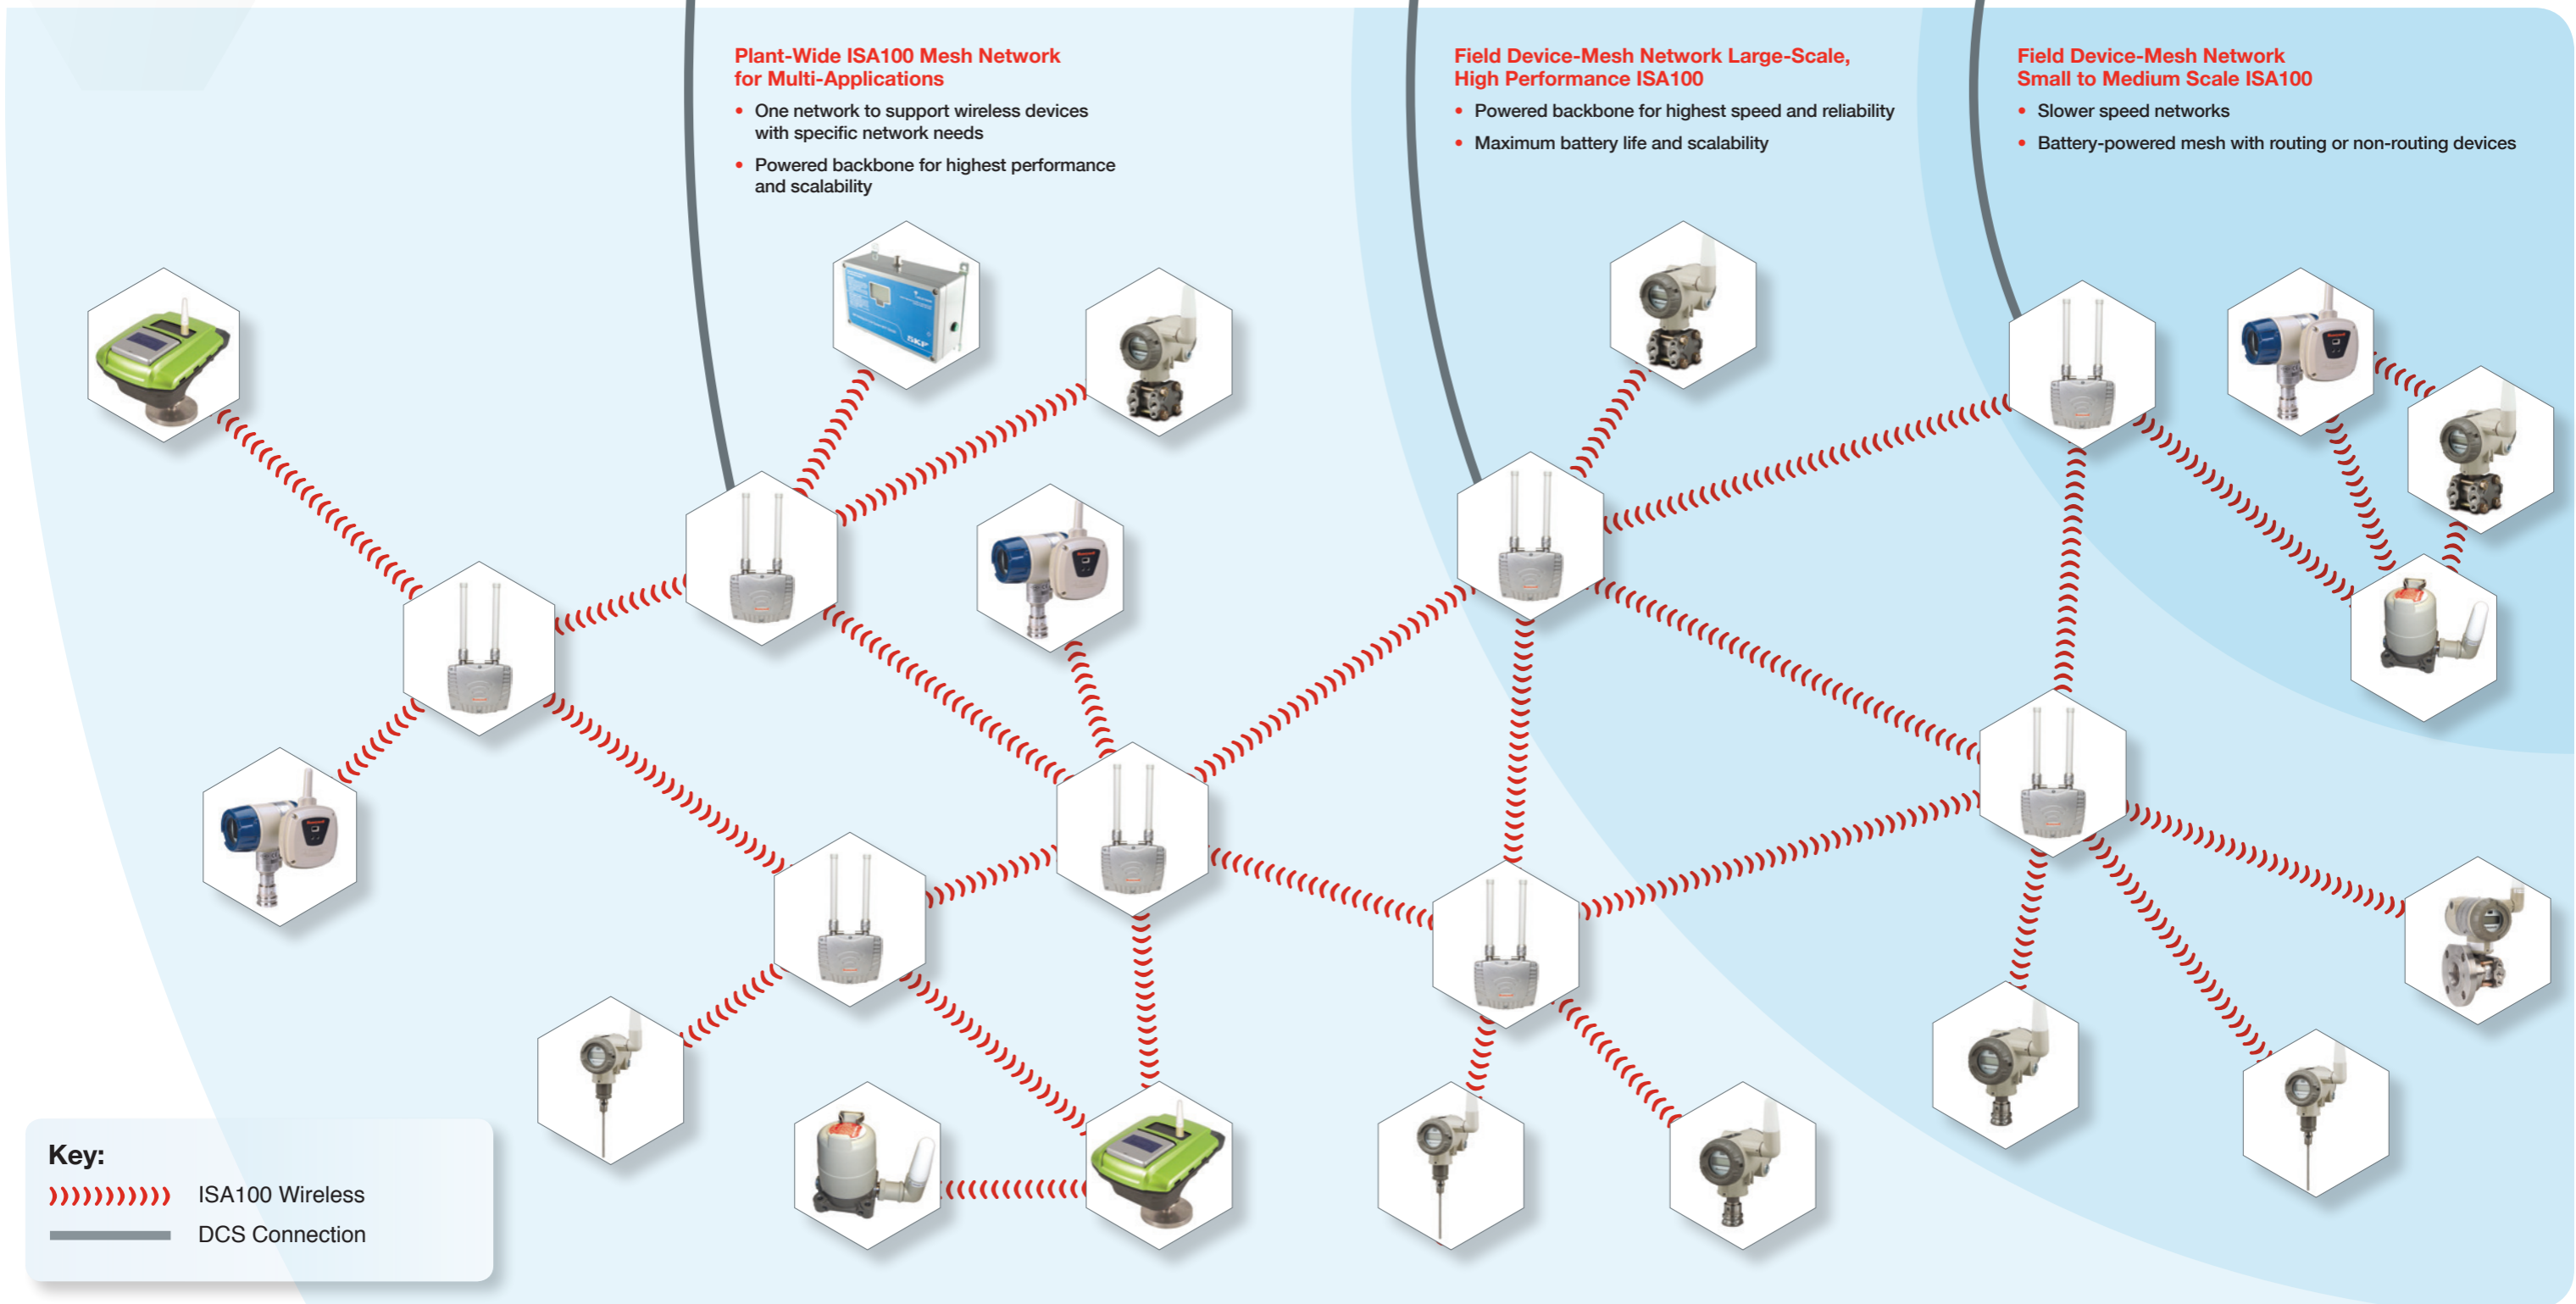 Plant-Wide ISA100 Mesh Network
for Multi-Applications
• One network to support wireless devices
with specific network needs
• Powered backbone for highest performance
and scalability
Field Device-Mesh Network Large-Scale,
High Performance ISA100
• Powered backbone for highest speed and reliability
• Maximum battery life and scalability
Field Device-Mesh Network
Small to Medium Scale ISA100
• Slower speed networks
• Battery-powered mesh with routing or non-routing devices
SKF
Key:
ISA100 Wireless
DCS Connection